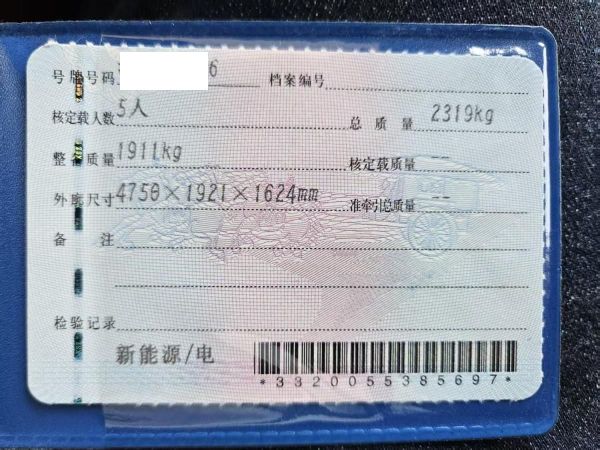 号牌号码 6 档案编号
核定载人数 5人 总质量 2319kg
整备质量 1911kg 核定载质量 --
外廓尺寸 4750×1921×1624mm 准牵引总质量 --
备注
检验记录
新能源/电
*3320055385697*